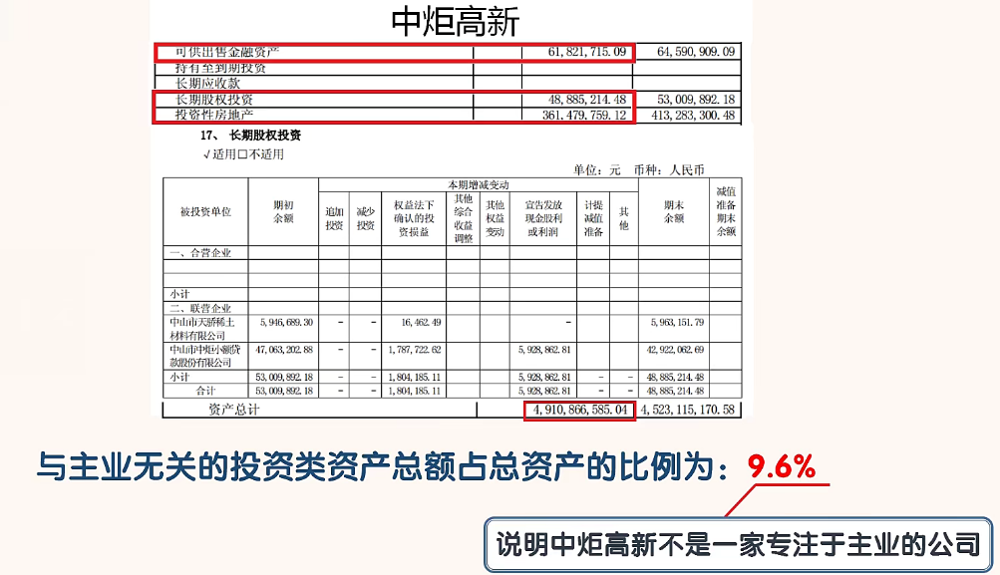 中炬高新
可供出售金融资产 61,821,715.09 64,590,909.09
持有至到期投资
长期应收款
长期股权投资 48,885,214.48 53,009,892.18
投资性房地产 361,479,759.12 413,283,300.48
17、 长期股权投资
√适用□不适用
单位: 元 币种: 人民币
被投资单位 期初余额 本期增减变动 期末余额 减值准备期末余额
追加投资 减少投资 权益法下确认的投资损益 其他综合收益调整 其他权益变动 宣告发放现金股利或利润 计提减值准备 其他
一、合营企业
小计
二、联营企业
中山市天骄稀土材料有限公司 5,946,689.30 - - 16,462.49 - 5,963,151.79
中山市中炬小额贷款股份有限公司 47,063,202.88 - - 1,787,722.62 5,928,862.81 42,922,062.69
小计 53,009,892.18 - - 1,804,185.11 5,928,862.81 - - 48,885,214.48
合计 53,009,892.18 - - 1,804,185.11 5,928,862.81 - - 48,885,214.48
资产总计 4,910,866,585.04 4,523,115,170.58
与主业无关的投资类资产总额占总资产的比例为：9.6%
说明中炬高新不是一家专注于主业的公司